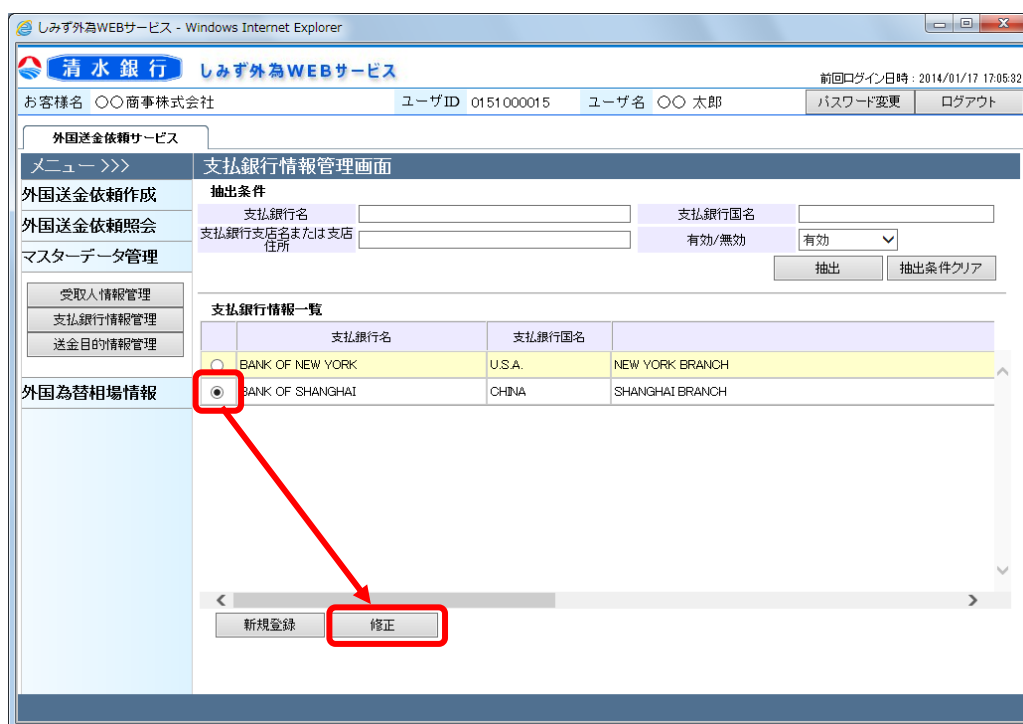 しみず外為WEBサービス - Windows Internet Explorer
清水銀行 しみず外為WEBサービス
前回ログイン日時：2014/01/17 17:05:32
お客様名 〇〇商事株式会社 ユーザID 0151000015 ユーザ名 〇〇 太郎 パスワード変更 ログアウト
外国送金依頼サービス
メニュー >>> 支払銀行情報管理画面
外国送金依頼作成
外国送金依頼照会
マスターデータ管理
受取人情報管理
支払銀行情報管理
送金目的情報管理
外国為替相場情報
抽出条件
支払銀行名 支払銀行国名
支払銀行支店名または支店
住所 有効/無効 有効
抽出 抽出条件クリア
支払銀行情報一覧
支払銀行名 支払銀行国名
BANK OF NEW YORK U.S.A. NEW YORK BRANCH
BANK OF SHANGHAI CHINA SHANGHAI BRANCH
新規登録 修正